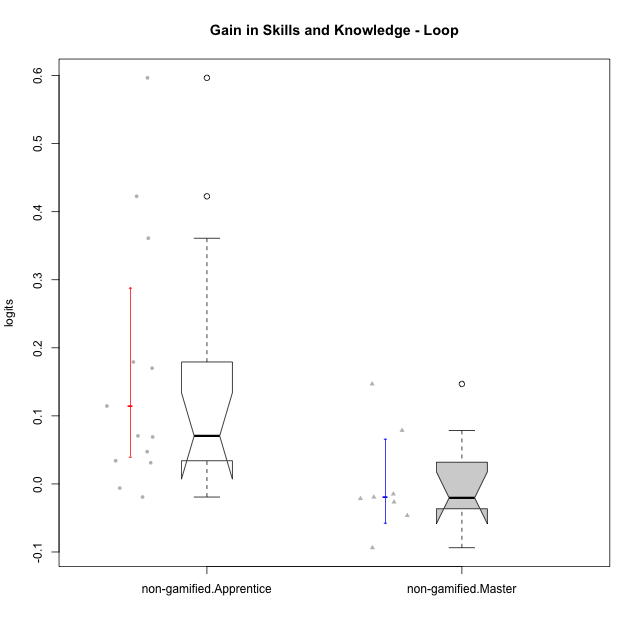 Gain in Skills and Knowledge - Loop
logits
0.6
0.5
0.4
0.3
0.2
0.1
0.0
-0.1
non-gamified.Apprentice
non-gamified.Master